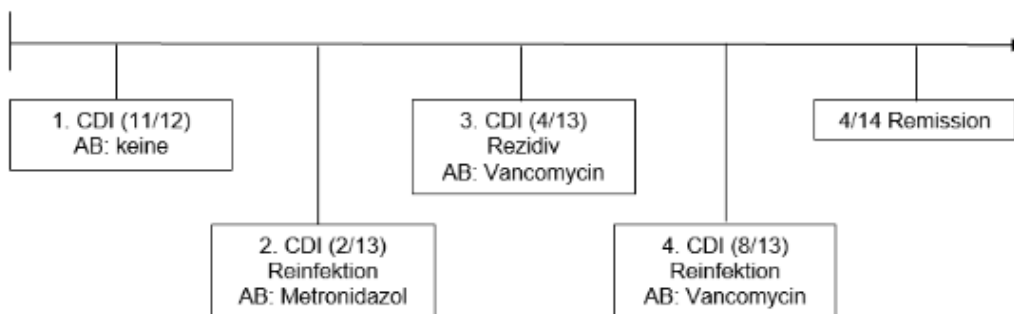 1. CDI (11/12)
AB: keine
2. CDI (2/13)
Reinfektion
AB: Metronidazol
3. CDI (4/13)
Rezidiv
AB: Vancomycin
4. CDI (8/13)
Reinfektion
AB: Vancomycin
4/14 Remission